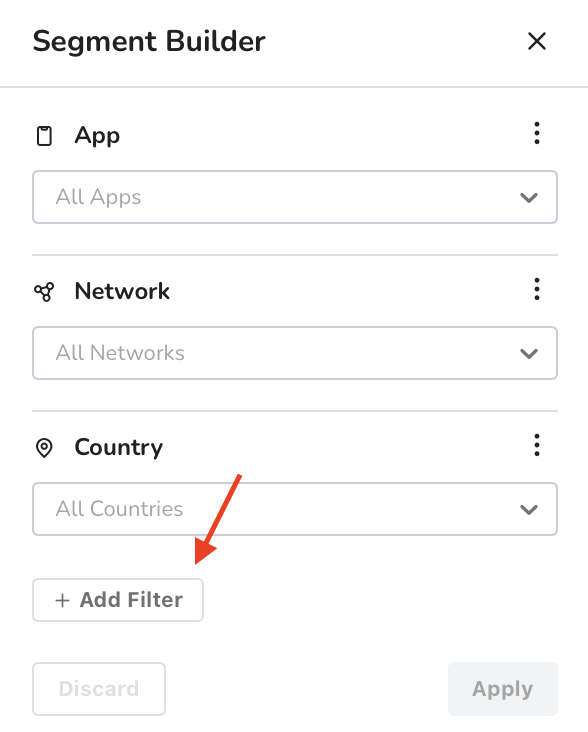 Segment Builder
App
All Apps
Network
All Networks
Country
All Countries
+ Add Filter
Discard
Apply